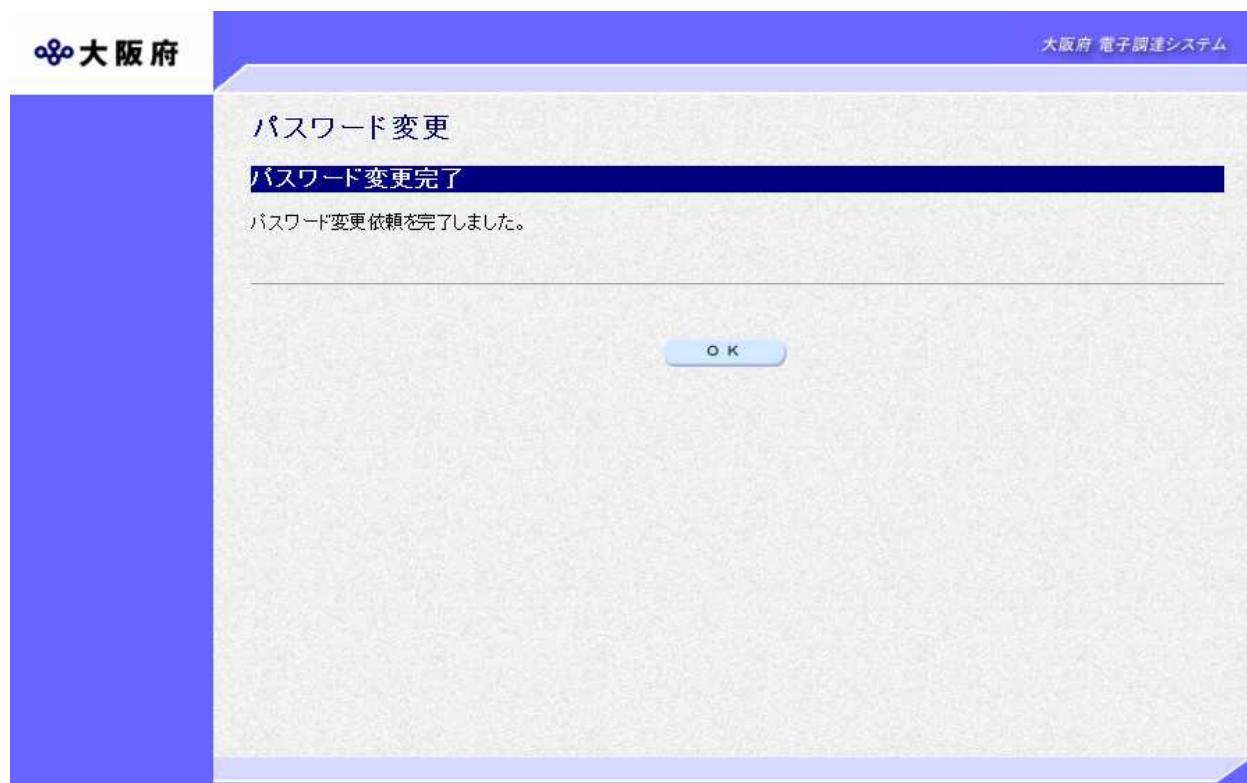 大阪府
大阪府 電子調達システム
パスワード変更
パスワード変更完了
パスワード変更依頼を完了しました。
ＯＫ